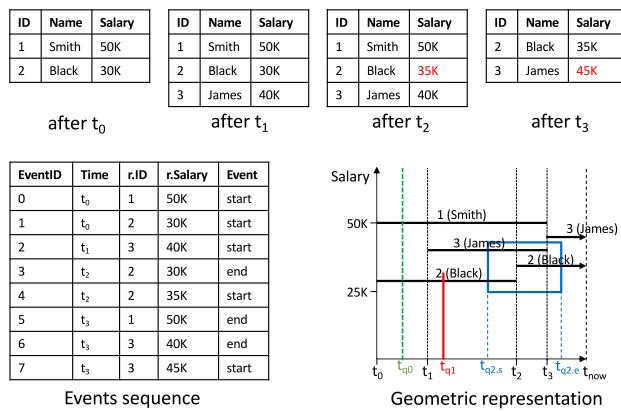 ID Name Salary
1 Smith 50K
2 Black 30K
after t0
ID Name Salary
1 Smith 50K
2 Black 30K
3 James 40K
after t1
ID Name Salary
1 Smith 50K
2 Black 35K
3 James 40K
after t2
ID Name Salary
2 Black 35K
3 James 45K
after t3
EventID Time r.ID r.Salary Event
0 t0 1 50K start
1 t0 2 30K start
2 t1 3 40K start
3 t2 2 30K end
4 t2 2 35K start
5 t3 1 50K end
6 t3 3 40K end
7 t3 3 45K start
Events sequence
Salary
50K
25K
1 (Smith)
3 (James)
3 (James)
2 (Black)
2 (Black)
t0 tq0 t1 tq1 tq2.s t2 t3 tq2.e tnow
Geometric representation